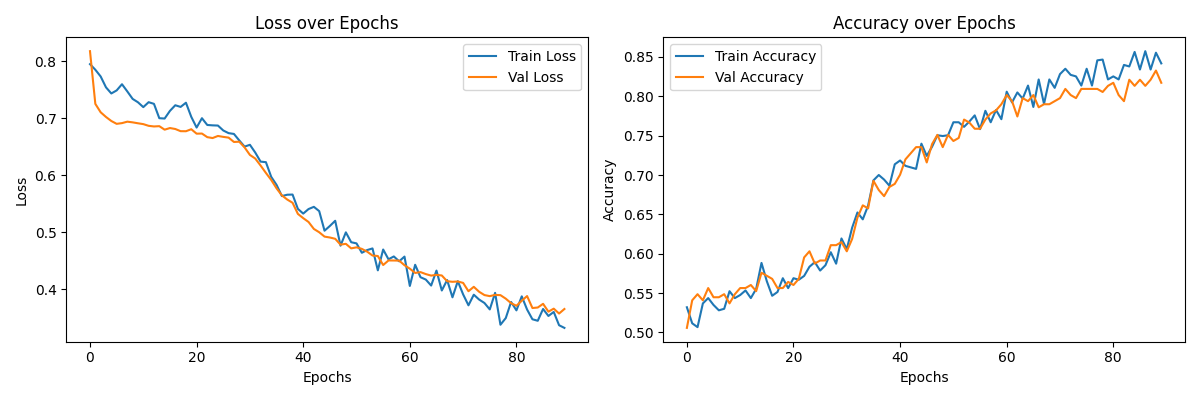 Loss over Epochs
Train Loss
Val Loss
0.8
0.7
0.6
0.5
0.4
Loss
0
20
40
60
80
Epochs
Accuracy over Epochs
Train Accuracy
Val Accuracy
0.85
0.80
0.75
0.70
0.65
0.60
0.55
0.50
Accuracy
0
20
40
60
80
Epochs